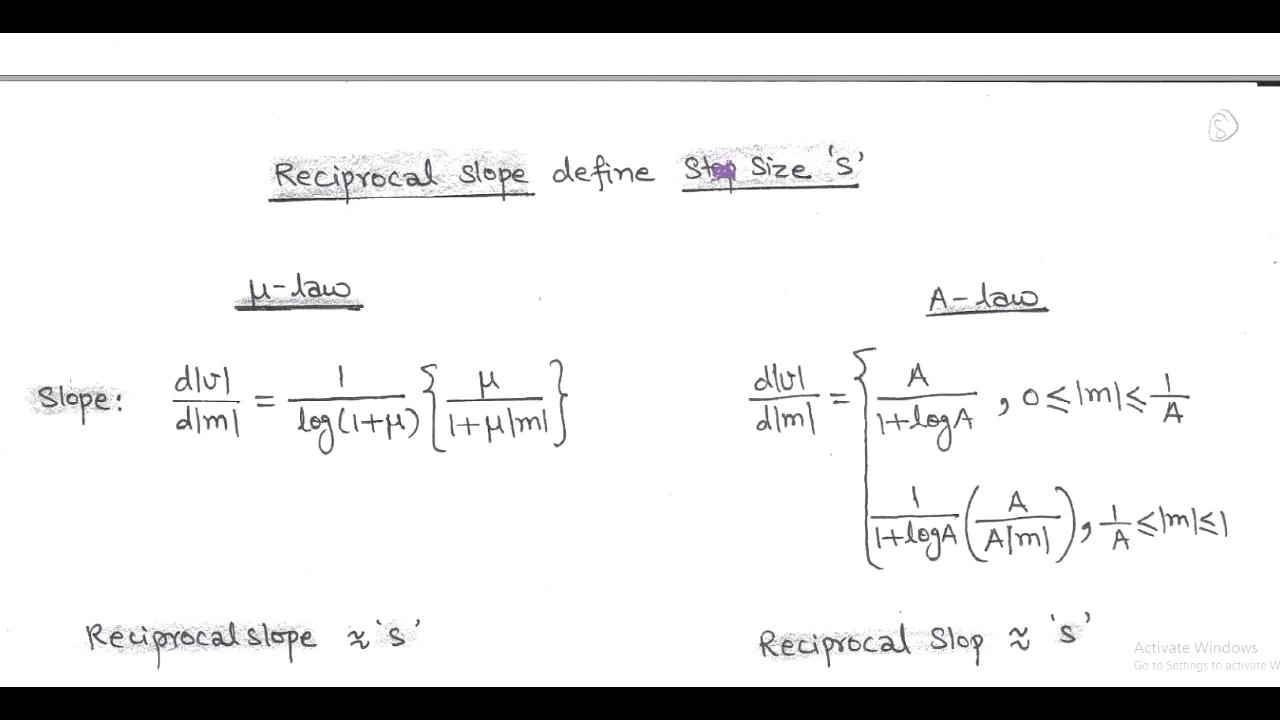 8
Reciprocal slope define Step Size 's'
μ-law
A-law
Slope: d|v|/d|m| = 1/log(1+μ) { μ/1+μ|m| }
d|v|/d|m| = { A/1+logA , 0 ≤ |m| ≤ 1/A
1/1+logA (A/A|m|), 1/A ≤ |m| ≤ 1
Reciprocal slope ≈ 's'
Reciprocal Slop ≈ 's'
Activate Windows
Go to Settings to activate W